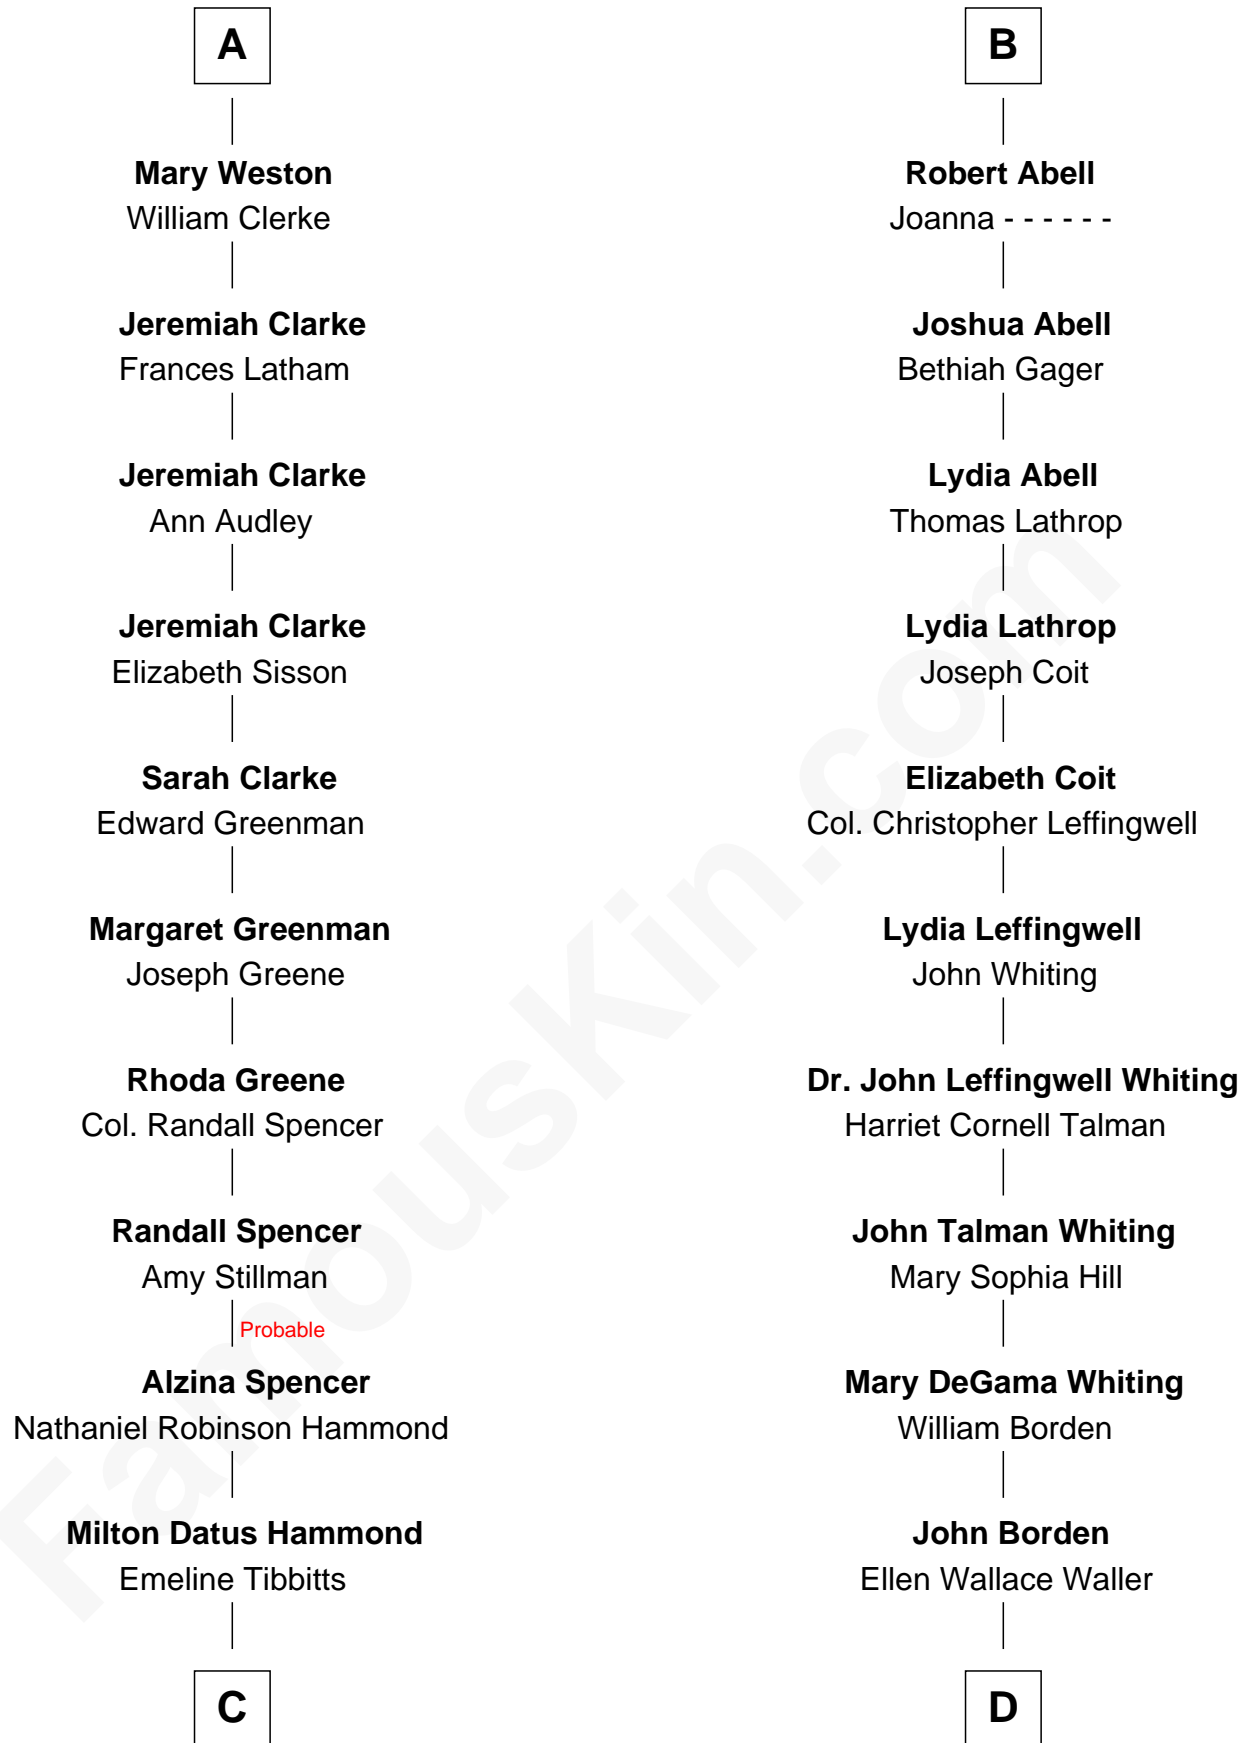 A
Mary Weston
William Clerke
Jeremiah Clarke
Frances Latham
Jeremiah Clarke
Ann Audley
Jeremiah Clarke
Elizabeth Sisson
Sarah Clarke
Edward Greenman
Margaret Greenman
Joseph Greene
Rhoda Greene
Col. Randall Spencer
Randall Spencer
Amy Stillman
Probable
Alzina Spencer
Nathaniel Robinson Hammond
Milton Datus Hammond
Emeline Tibbitts
C
B
Robert Abell
Joanna - - - - - -
Joshua Abell
Bethiah Gager
Lydia Abell
Thomas Lathrop
Lydia Lathrop
Joseph Coit
Elizabeth Coit
Col. Christopher Leffingwell
Lydia Leffingwell
John Whiting
Dr. John Leffingwell Whiting
Harriet Cornell Talman
John Talman Whiting
Mary Sophia Hill
Mary DeGama Whiting
William Borden
John Borden
Ellen Wallace Waller
D
FamousKin.com